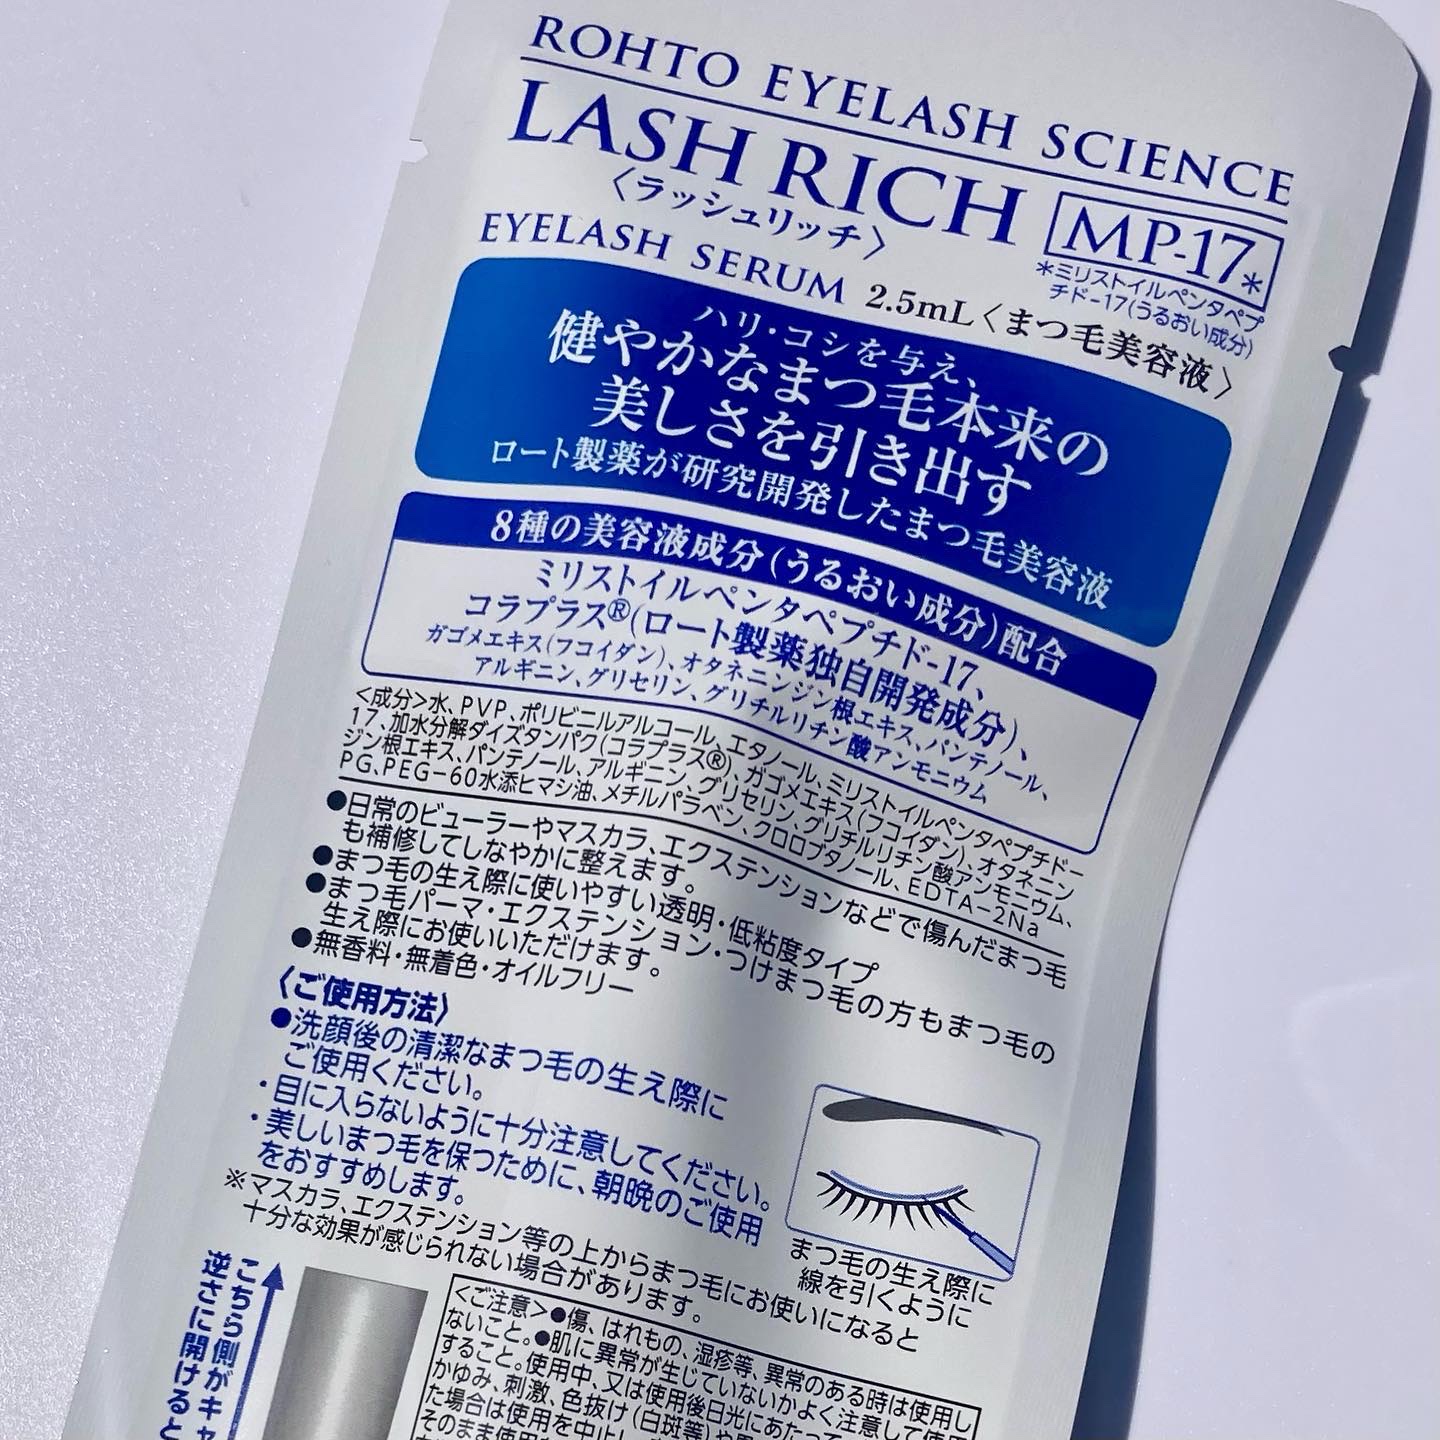 ROHTO EYELASH SCIENCE
LASH RICH MP-17*
〈ラッシュリッチ〉
*ミリストイルペンタペプ
チド-17(うるおい成分)
EYELASH SERUM 2.5mL〈まつ毛美容液〉
ハリ・コシを与え、
健やかなまつ毛本来の
美しさを引き出す
ロート製薬が研究開発したまつ毛美容液
8種の美容液成分(うるおい成分)配合
ミリストイルペンタペプチド-17、
コラプラス®(ロート製薬独自開発成分)、
ガゴメエキス(フコイダン)、オタネニンジン根エキス、パンテノール、
アルギニン、グリセリン、グリチルリチン酸アンモニウム
<成分>水、PVP、ポリビニルアルコール、エタノール、ミリストイルペンタペプチド-
17、加水分解ダイズタンパク(コラプラス®)、ガゴメエキス(フコイダン)、オタネニン
ジン根エキス、パンテノール、アルギニン、グリセリン、グリチルリチン酸アンモニウム、
PG、PEG-60水添ヒマシ油、メチルパラベン、クロロブタノール、EDTA-2Na
●日常のビューラーやマスカラ、エクステンションなどで傷んだまつ毛
も補修してしなやかに整えます。
●まつ毛の生え際に使いやすい透明・低粘度タイプ
●まつ毛パーマ・エクステンション・つけまつ毛の方もまつ毛の
生え際にお使いいただけます。
●無香料・無着色・オイルフリー
〈ご使用方法〉
●洗顔後の清潔なまつ毛の生え際に
ご使用ください。
・目に入らないように十分注意してください。
・美しいまつ毛を保つために、朝晩のご使用
をおすすめします。
※マスカラ、エクステンション等の上からまつ毛にお使いになると
十分な効果が感じられない場合があります。
まつ毛の生え際に
線を引くように
こちら側がキャ
逆さに開けると
<ご注意>●傷、はれもの、湿疹等、異常のある時は使用し
ないこと。●肌に異常が生じていないかよく注意して使用
すること。使用中、又は使用後日光にあたって
かゆみ、刺激、色抜け(白斑等)や
た場合は使用を中止し
そのまま使用